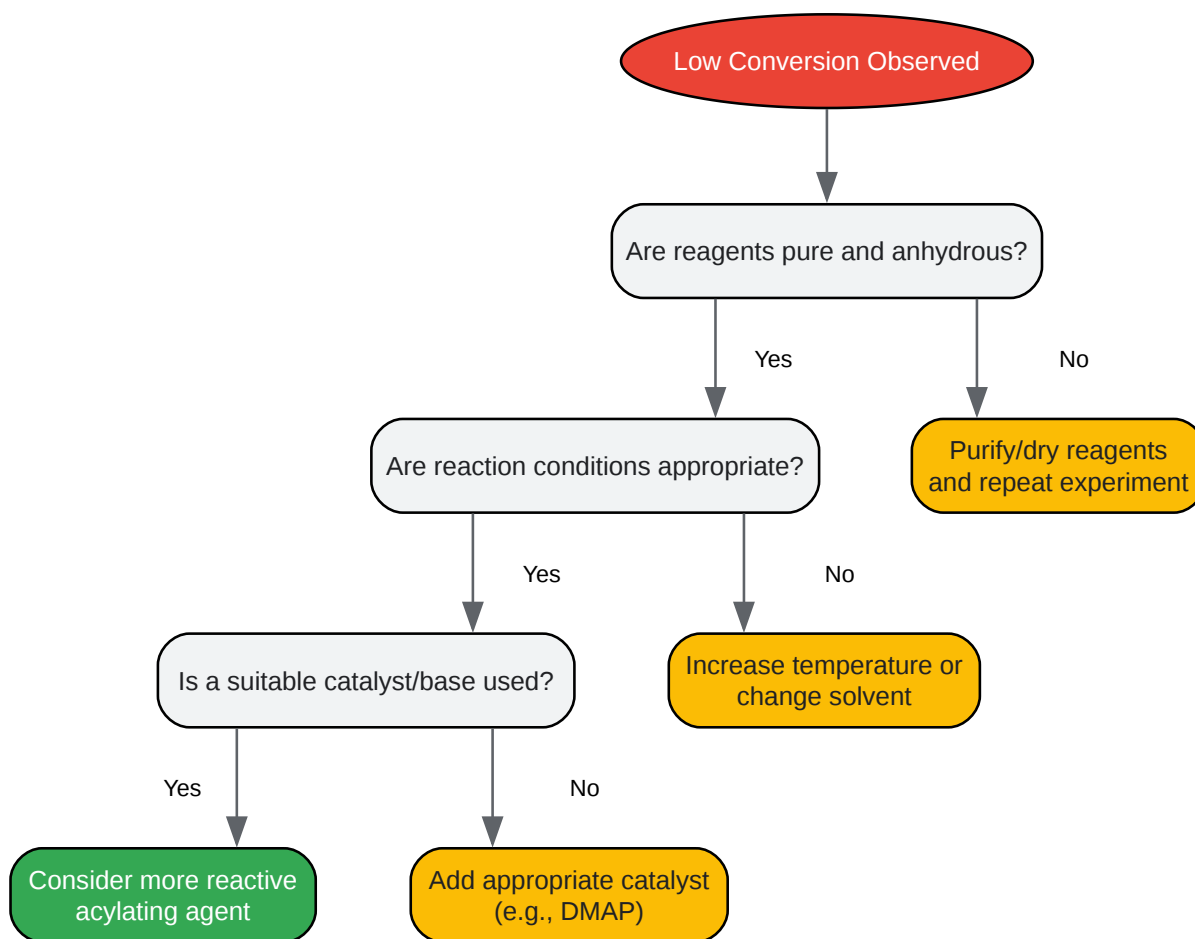 Low Conversion Observed
Are reagents pure and anhydrous?
Yes
No
Are reaction conditions appropriate?
Purify/dry reagents
and repeat experiment
Yes
No
Is a suitable catalyst/base used?
Increase temperature or
change solvent
Yes
No
Consider more reactive
acylating agent
Add appropriate catalyst
(e.g., DMAP)